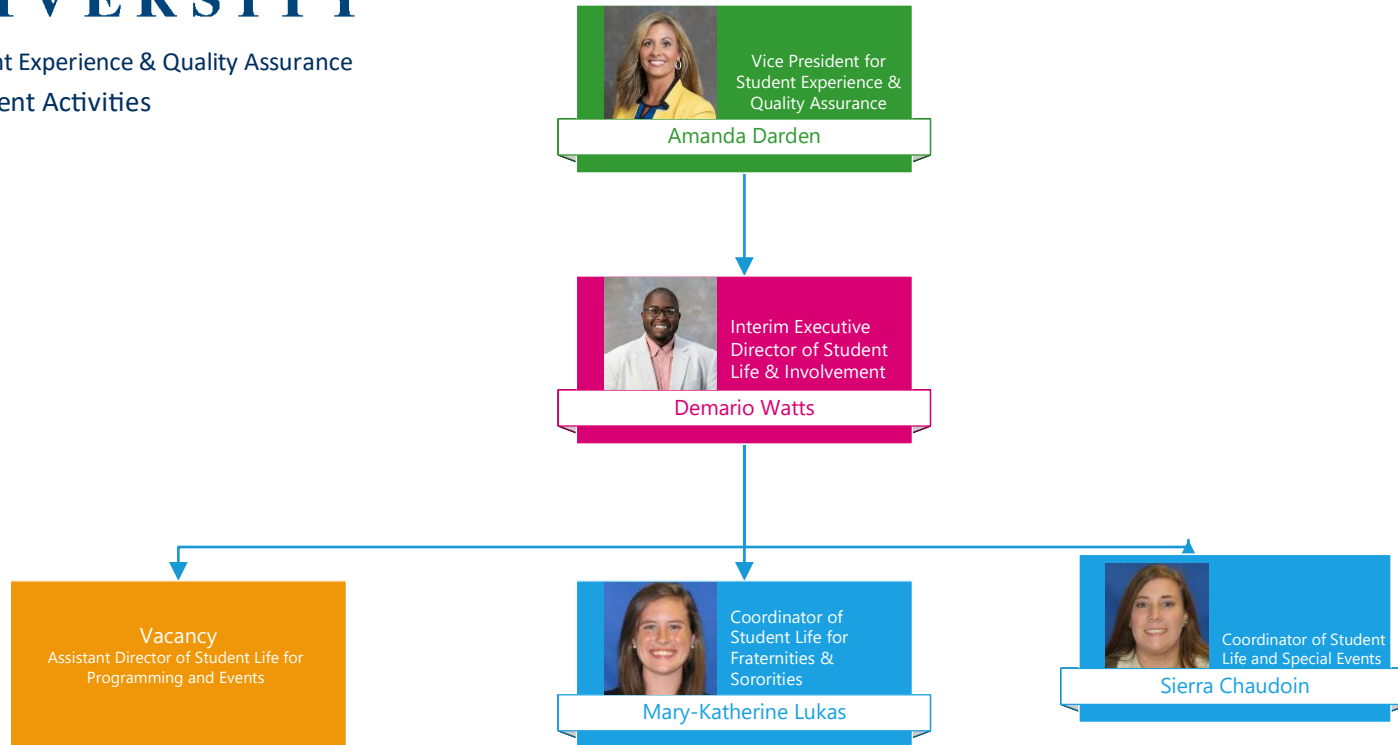 Experience & Quality Assurance
Activities
Vice President for
Student Experience &
Quality Assurance
Amanda Darden
Interim Executive
Director of Student
Life & Involvement
Demario Watts
Vacancy
Assistant Director of Student Life for
Programming and Events
Coordinator of
Student Life for
Fraternities &
Sororities
Mary-Katherine Lukas
Coordinator of Student
Life and Special Events
Sierra Chaudoin